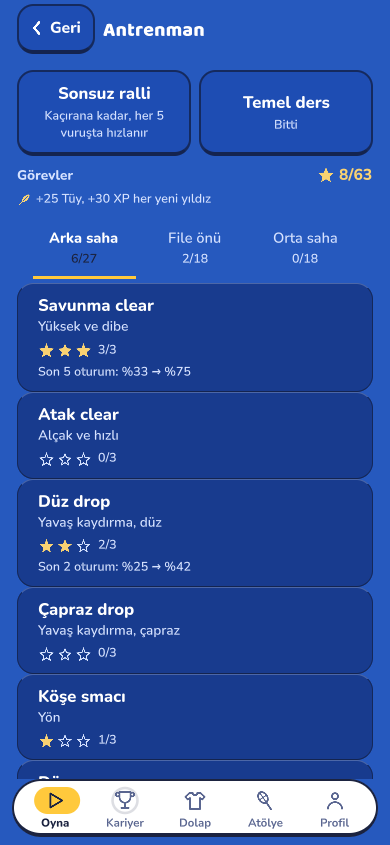 Geri
Antrenman
Sonsuz ralli
Kaçırana kadar, her 5
vuruşta hızlanır
Temel ders
Bitti
Görevler
8/63
+25 Tüy, +30 XP her yeni yıldız
Arka saha
6/27
File önü
2/18
Orta saha
0/18
Savunma clear
Yüksek ve dibe
3/3
Son 5 oturum: %33 → %75
Atak clear
Alçak ve hızlı
0/3
Düz drop
Yavaş kaydırma, düz
2/3
Son 2 oturum: %25 → %42
Çapraz drop
Yavaş kaydırma, çapraz
0/3
Köşe smacı
Yön
1/3
Oyna
Kariyer
Dolap
Atölye
Profil